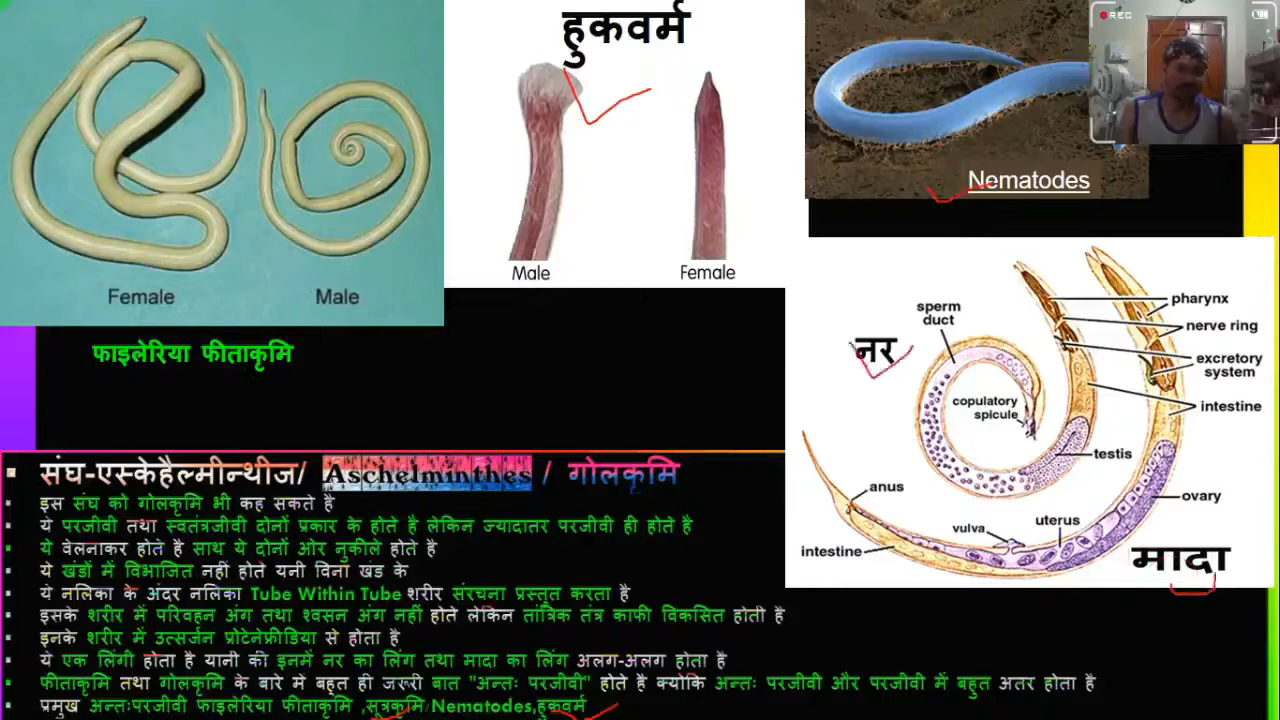 हुकवर्म
REC
Nematodes
Male
Female
Female
Male
फाइलेरिया फीताकृमि
sperm duct
नर
copulatory spicule
pharynx
nerve ring
excretory system
intestine
testis
anus
ovary
vulva
uterus
intestine
मादा
संघ-एस्केहैल्मीन्थीज/ Aschelminthes / गोलकृमि
इस संघ को गोलकृमि भी कह सकते है
ये परजीवी तथा स्वतंत्रजीवी दोनों प्रकार के होते है लेकिन ज्यादातर परजीवी ही होते है
ये वेलनाकर होते है साथ ये दोनों ओर नुकीले होते है
ये खंडों में विभाजित नहीं होते यनी विना खंड के
ये नलिका के अंदर नलिका Tube Within Tube शरीर संरचना प्रस्तुत करता है
इसके शरीर में परिवहन अंग तथा श्वसन अंग नहीं होते लेकिन तांत्रिक तंत्र काफी विकसित होती है
इनके शरीर में उत्सर्जन प्रोटेनेफ्रीडिया से होता है
ये एक लिंगी होता है यानी की इनमें नर का लिंग तथा मादा का लिंग अलग-अलग होता है
फीताकृमि तथा गोलकृमि के बारे में बहुत ही जरूरी बात "अन्तः परजीवी" होते है क्योकि अन्तः परजीवी और परजीवी में बहुत अतर होता है
प्रमुख अन्तःपरजीवी फाइलेरिया फीताकृमि ,सूत्रकृमि/Nematodes,हुकवर्म